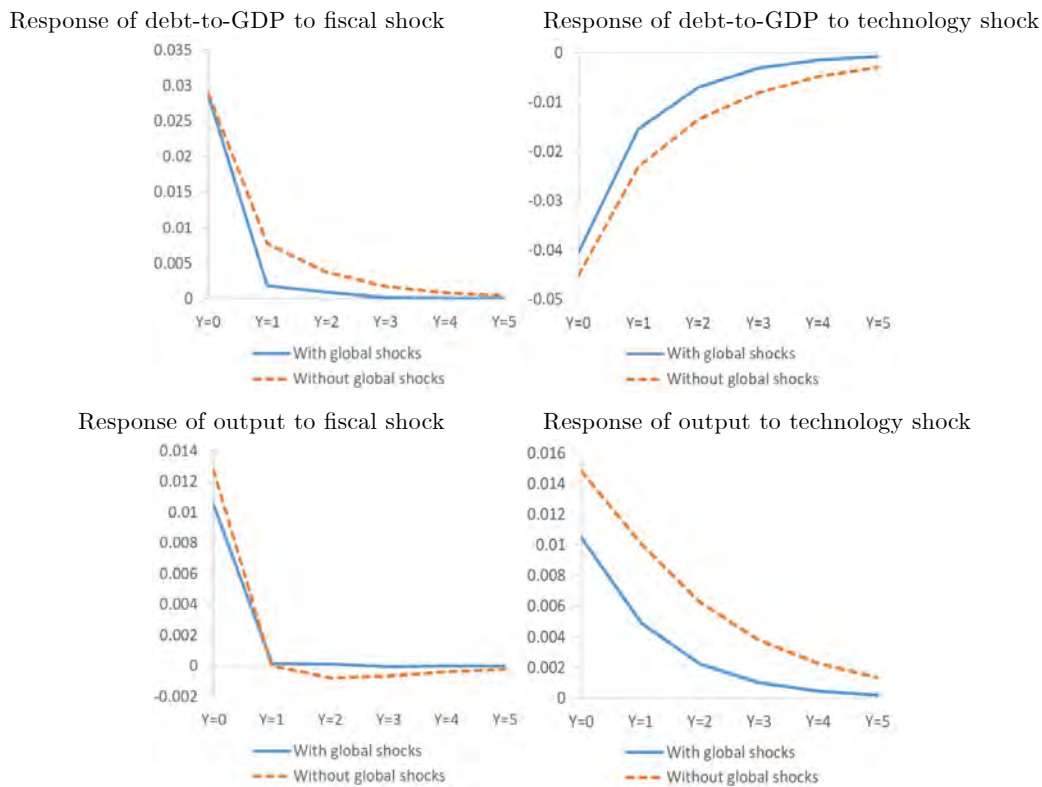 Response of debt-to-GDP to fiscal shock
0.035
0.03
0.025
0.02
0.015
0.01
0.005
0
Y=0 Y=1 Y=2 Y=3 Y=4 Y=5
With global shocks
Without global shocks
Response of debt-to-GDP to technology shock
0
-0.01
-0.02
-0.03
-0.04
-0.05
Y=0 Y=1 Y=2 Y=3 Y=4 Y=5
With global shocks
Without global shocks
Response of output to fiscal shock
0.014
0.012
0.01
0.008
0.006
0.004
0.002
0
-0.002
Y=0 Y=1 Y=2 Y=3 Y=4 Y=5
With global shocks
Without global shocks
Response of output to technology shock
0.016
0.014
0.012
0.01
0.008
0.006
0.004
0.002
0
Y=0 Y=1 Y=2 Y=3 Y=4 Y=5
With global shocks
Without global shocks